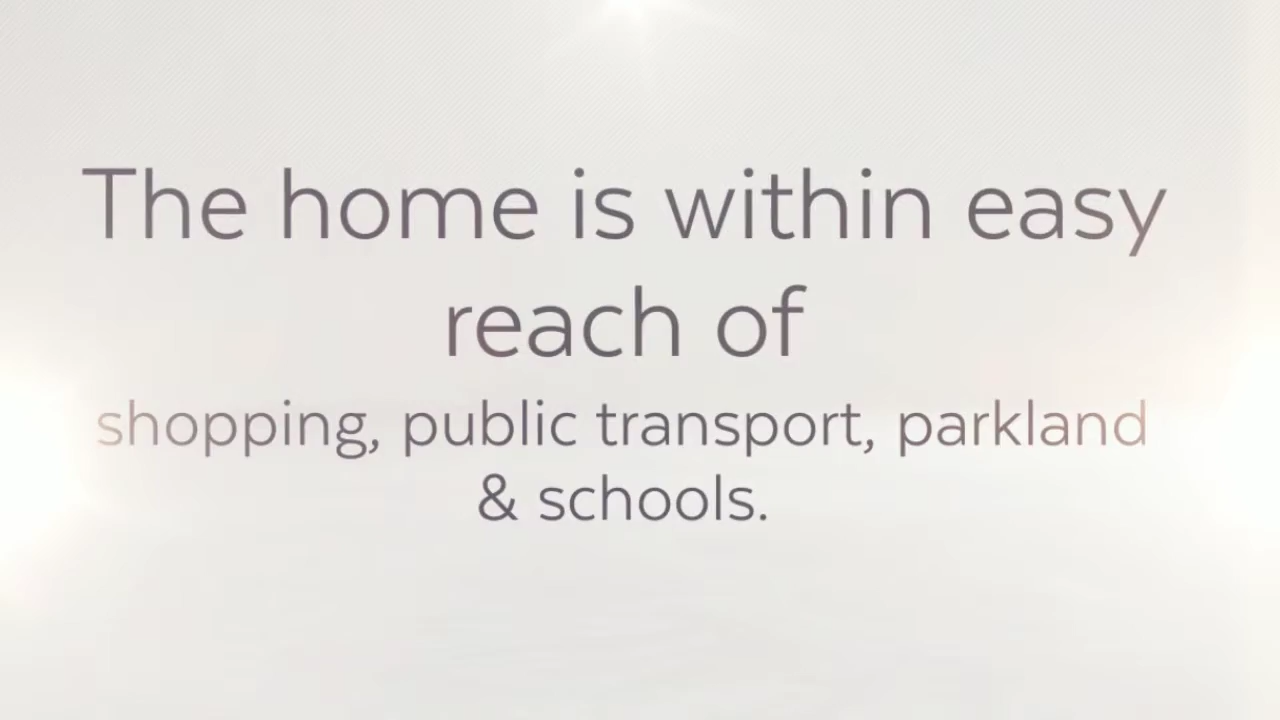 The home is within easy
reach of
shopping, public transport, parkland
& schools.